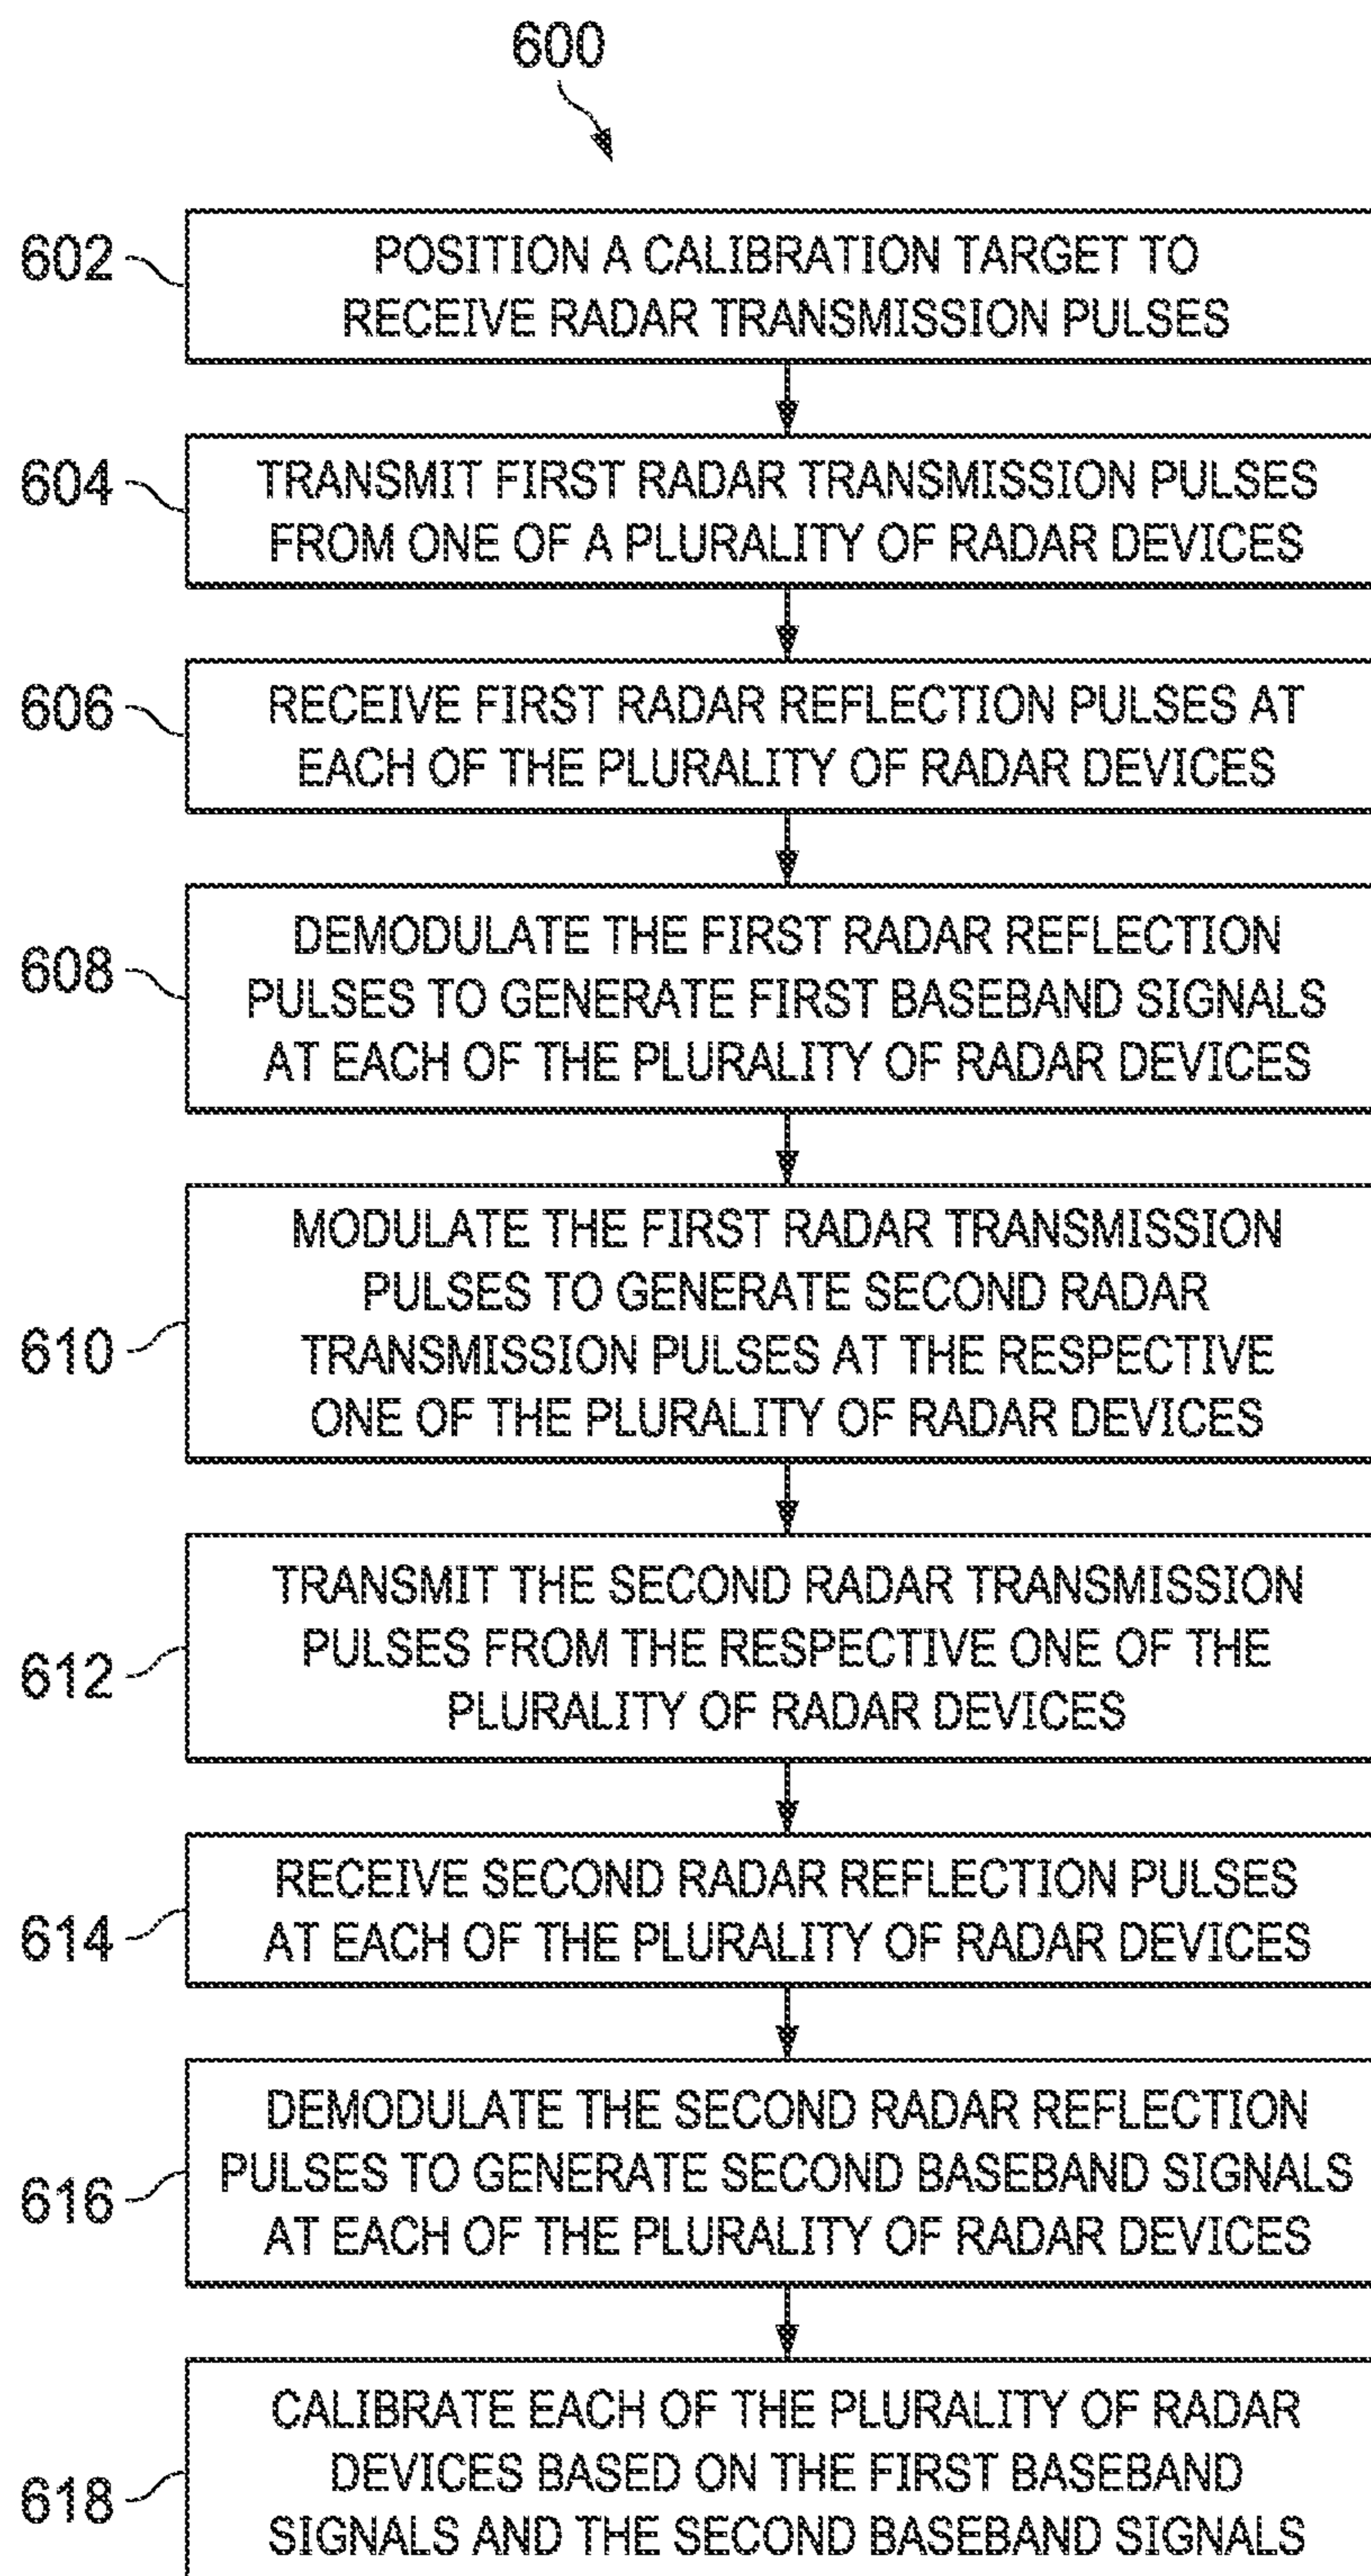 600
602
POSITION A CALIBRATION TARGET TO
RECEIVE RADAR TRANSMISSION PULSES
604
TRANSMIT FIRST RADAR TRANSMISSION PULSES
FROM ONE OF A PLURALITY OF RADAR DEVICES
606
RECEIVE FIRST RADAR REFLECTION PULSES AT
EACH OF THE PLURALITY OF RADAR DEVICES
608
DEMODULATE THE FIRST RADAR REFLECTION
PULSES TO GENERATE FIRST BASEBAND SIGNALS
AT EACH OF THE PLURALITY OF RADAR DEVICES
610
MODULATE THE FIRST RADAR TRANSMISSION
PULSES TO GENERATE SECOND RADAR
TRANSMISSION PULSES AT THE RESPECTIVE
ONE OF THE PLURALITY OF RADAR DEVICES
612
TRANSMIT THE SECOND RADAR TRANSMISSION
PULSES FROM THE RESPECTIVE ONE OF THE
PLURALITY OF RADAR DEVICES
614
RECEIVE SECOND RADAR REFLECTION PULSES
AT EACH OF THE PLURALITY OF RADAR DEVICES
616
DEMODULATE THE SECOND RADAR REFLECTION
PULSES TO GENERATE SECOND BASEBAND SIGNALS
AT EACH OF THE PLURALITY OF RADAR DEVICES
618
CALIBRATE EACH OF THE PLURALITY OF RADAR
DEVICES BASED ON THE FIRST BASEBAND
SIGNALS AND THE SECOND BASEBAND SIGNALS